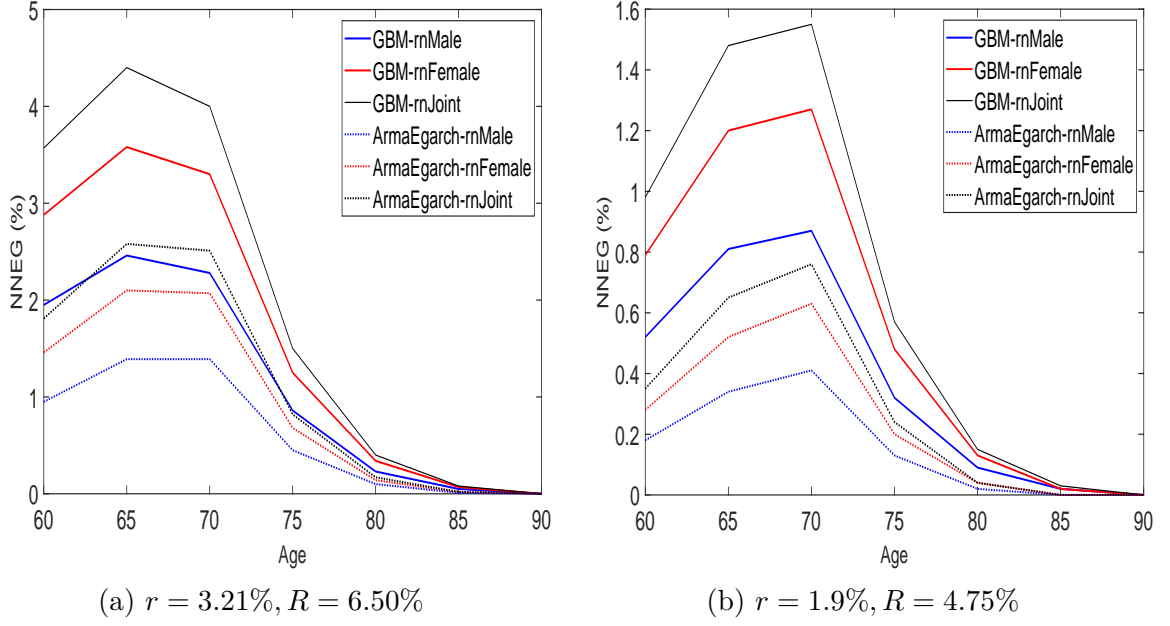 5
4
3
2
1
0
NNEG (%)
GBM-rnMale
GBM-rnFemale
GBM-rnJoint
ArmaEgarch-rnMale
ArmaEgarch-rnFemale
ArmaEgarch-rnJoint
60 65 70 75 80 85 90
Age
(a) r = 3.21%, R = 6.50%
1.6
1.4
1.2
1
0.8
0.6
0.4
0.2
0
NNEG (%)
GBM-rnMale
GBM-rnFemale
GBM-rnJoint
ArmaEgarch-rnMale
ArmaEgarch-rnFemale
ArmaEgarch-rnJoint
60 65 70 75 80 85 90
Age
(b) r = 1.9%, R = 4.75%